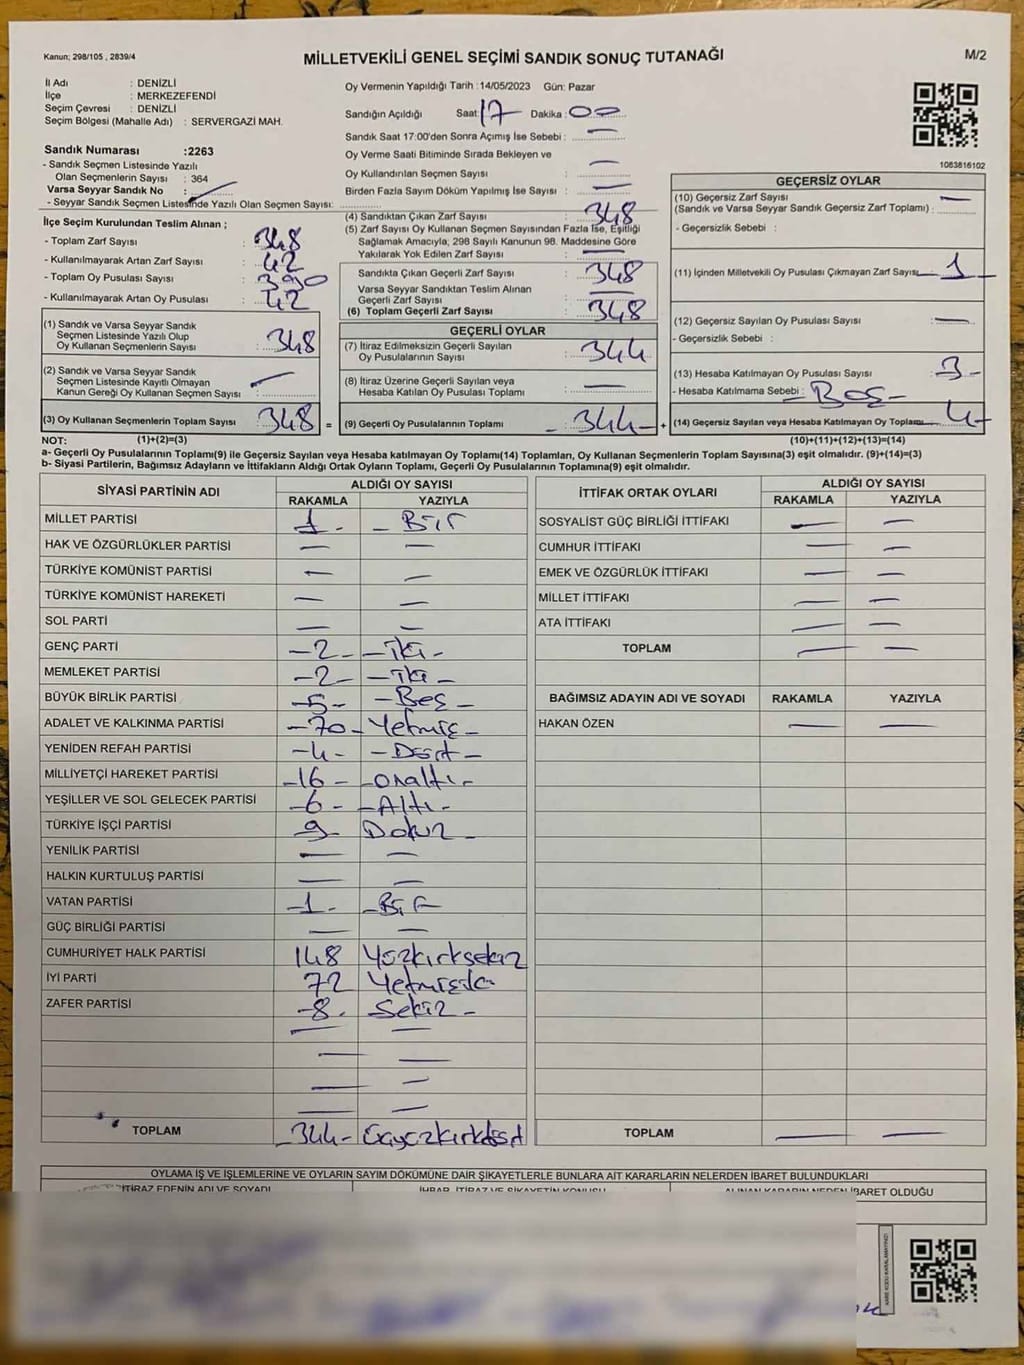 Kanun; 298/105 , 2839/4
MİLLETVEKİLİ GENEL SEÇİMİ SANDIK SONUÇ TUTANAĞI
M/2
İl Adı : DENİZLİ
İlçe : MERKEZEFENDİ
Seçim Çevresi : DENİZLİ
Seçim Bölgesi (Mahalle Adı) : SERVERGAZİ MAH.
Sandık Numarası :2263
- Sandık Seçmen Listesinde Yazılı
Olan Seçmenlerin Sayısı : 364
Varsa Seyyar Sandık No :
- Seyyar Sandık Seçmen Listesinde Yazılı Olan Seçmen Sayısı:
Oy Vermenin Yapıldığı Tarih :14/05/2023 Gün: Pazar
Sandığın Açıldığı Saat: 17 Dakika: 00
Sandık Saat 17:00'den Sonra Açımış İse Sebebi : —
Oy Verme Saati Bitiminde Sırada Bekleyen ve
Oy Kullandırılan Seçmen Sayısı : —
Birden Fazla Sayım Döküm Yapılmış İse Sayısı : —
1083816102
İlçe Seçim Kurulundan Teslim Alınan ;
- Toplam Zarf Sayısı : 348
- Kullanılmayarak Artan Zarf Sayısı : 42
- Toplam Oy Pusulası Sayısı : 390
- Kullanılmayarak Artan Oy Pusulası : 42
(1) Sandık ve Varsa Seyyar Sandık
Seçmen Listesinde Yazılı Olup
Oy Kullanan Seçmenlerin Sayısı : 348
(2) Sandık ve Varsa Seyyar Sandık
Seçmen Listesinde Kayıtlı Olmayan
Kanun Gereği Oy Kullanan Seçmen Sayısı : —
(3) Oy Kullanan Seçmenlerin Toplam Sayısı : 348 =
(4) Sandıktan Çıkan Zarf Sayısı : 348
(5) Zarf Sayısı Oy Kullanan Seçmen Sayısından Fazla İse, Eşitliği
Sağlamak Amacıyla; 298 Sayılı Kanunun 98. Maddesine Göre
Yakılarak Yok Edilen Zarf Sayısı : —
Sandıkta Çıkan Geçerli Zarf Sayısı : 348
Varsa Seyyar Sandıktan Teslim Alınan
Geçerli Zarf Sayısı : —
(6) Toplam Geçerli Zarf Sayısı : 348
GEÇERLİ OYLAR
(7) İtiraz Edilmeksizin Geçerli Sayılan
Oy Pusulalarının Sayısı : 344
(8) İtiraz Üzerine Geçerli Sayılan veya
Hesaba Katılan Oy Pusulası Toplamı : —
(9) Geçerli Oy Pusulalarının Toplamı : - 344 - +
GEÇERSİZ OYLAR
(10) Geçersiz Zarf Sayısı
(Sandık ve Varsa Seyyar Sandık Geçersiz Zarf Toplamı) : —
- Geçersizlik Sebebi :
(11) İçinden Milletvekili Oy Pusulası Çıkmayan Zarf Sayısı: - 1 -
(12) Geçersiz Sayılan Oy Pusulası Sayısı : —
- Geçersizlik Sebebi :
(13) Hesaba Katılmayan Oy Pusulası Sayısı : - 3 -
- Hesaba Katılmama Sebebi : - Boş -
(14) Geçersiz Sayılan veya Hesaba Katılmayan Oy Toplamı: 4 -
NOT: (1)+(2)=(3) (10)+(11)+(12)+(13)=(14)
a- Geçerli Oy Pusulalarının Toplamı(9) ile Geçersiz Sayılan veya Hesaba katılmayan Oy Toplamı(14) Toplamları, Oy Kullanan Seçmenlerin Toplam Sayısına(3) eşit olmalıdır. (9)+(14)=(3)
b- Siyasi Partilerin, Bağımsız Adayların ve İttifakların Aldığı Ortak Oyların Toplamı, Geçerli Oy Pusulalarının Toplamına(9) eşit olmalıdır.
SİYASİ PARTİNİN ADI ALDIĞI OY SAYISI
RAKAMLA YAZIYLA
MİLLET PARTİSİ 1 - - Bir
HAK VE ÖZGÜRLÜKLER PARTİSİ — —
TÜRKİYE KOMÜNİST PARTİSİ — —
TÜRKİYE KOMÜNİST HAREKETİ — —
SOL PARTİ — —
GENÇ PARTİ - 2 - - iki -
MEMLEKET PARTİSİ - 2 - - iki -
BÜYÜK BİRLİK PARTİSİ - 5 - - Beş -
ADALET VE KALKINMA PARTİSİ - 70 - Yetmiş -
YENİDEN REFAH PARTİSİ - 4 - - Dört -
MİLLİYETÇİ HAREKET PARTİSİ - 16 - - onaltı -
YEŞİLLER VE SOL GELECEK PARTİSİ - 6 - - Altı -
TÜRKİYE İŞÇİ PARTİSİ 9 - Dokuz -
YENİLİK PARTİSİ — —
HALKIN KURTULUŞ PARTİSİ — —
VATAN PARTİSİ - 1 - - Bir
GÜÇ BİRLİĞİ PARTİSİ — —
CUMHURİYET HALK PARTİSİ 148 Yüzkırksekiz
İYİ PARTİ 72 Yetmişiki
ZAFER PARTİSİ - 8 - Sekiz -
— —
— —
— —
— —
TOPLAM - 344 - Üçyüzkırkdört
İTTİFAK ORTAK OYLARI ALDIĞI OY SAYISI
RAKAMLA YAZIYLA
SOSYALİST GÜÇ BİRLİĞİ İTTİFAKI — —
CUMHUR İTTİFAKI — —
EMEK VE ÖZGÜRLÜK İTTİFAKI — —
MİLLET İTTİFAKI — —
ATA İTTİFAKI — —
TOPLAM — —
BAĞIMSIZ ADAYIN ADI VE SOYADI RAKAMLA YAZIYLA
HAKAN ÖZEN — —
TOPLAM — —
OYLAMA İŞ VE İŞLEMLERİNE VE OYLARIN SAYIM DÖKÜMÜNE DAİR ŞİKAYETLERLE BUNLARA AİT KARARLARIN NELERDEN İBARET BULUNDUKLARI
İTİRAZ EDENİN ADI VE SOYADI İHBAR, İTİRAZ VE ŞİKAYETİN KONUSU ALINAN KARARIN NEDEN İBARET OLDUĞU